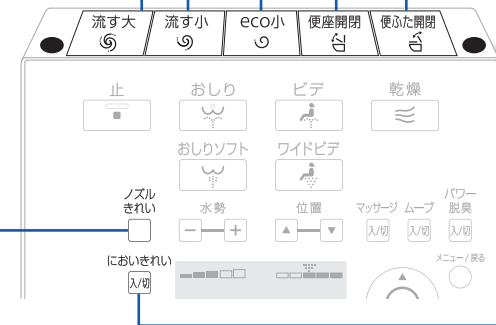 流す大 流す小 eco小 便座開閉 便ふた開閉
止 おしり ビデ 乾燥
おしりソフト ワイドビデ
ノズル
きれい
水勢 位置 マッサージ ムーブ
パワー
脱臭
− + ▲ ▼ 入/切 入/切 入/切
においきれい
入/切
メニュー/戻る